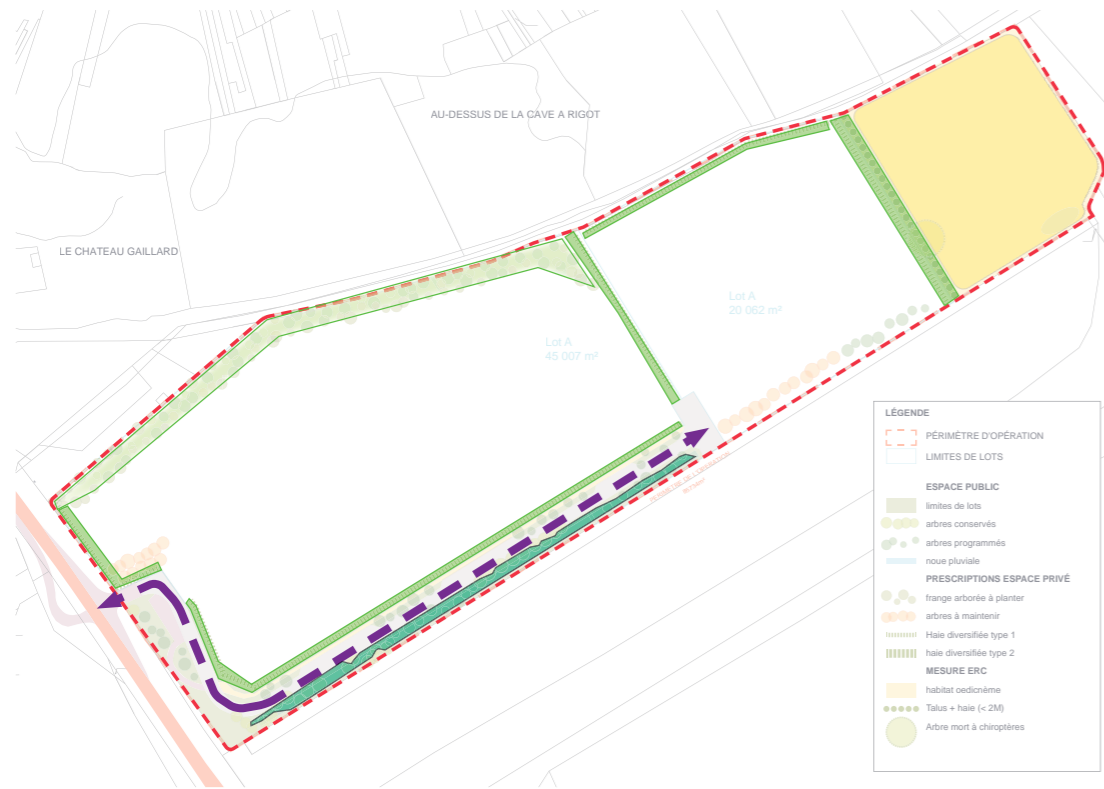 AU-DESSUS DE LA CAVE A RIGOT
LE CHATEAU GAILLARD
Lot A
20 062 m²
Lot A
45 007 m²
LÉGENDE
PÉRIMÈTRE D'OPÉRATION
LIMITES DE LOTS
ESPACE PUBLIC
limites de lots
arbres conservés
arbres programmés
noue pluviale
PRESCRIPTIONS ESPACE PRIVÉ
frange arborée à planter
arbres à maintenir
Haie diversifiée type 1
haie diversifiée type 2
MESURE ERC
habitat oedicnème
Talus + haie (< 2M)
Arbre mort à chiroptères